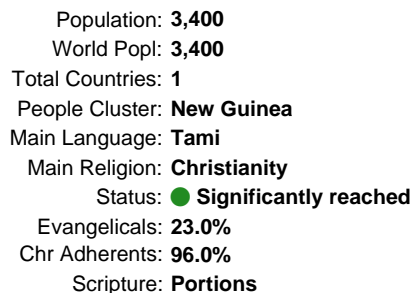 Population: 3,400
World Popl: 3,400
Total Countries: 1
People Cluster: New Guinea
Main Language: Tami
Main Religion: Christianity
Status: Significantly reached
Evangelicals: 23.0%
Chr Adherents: 96.0%
Scripture: Portions